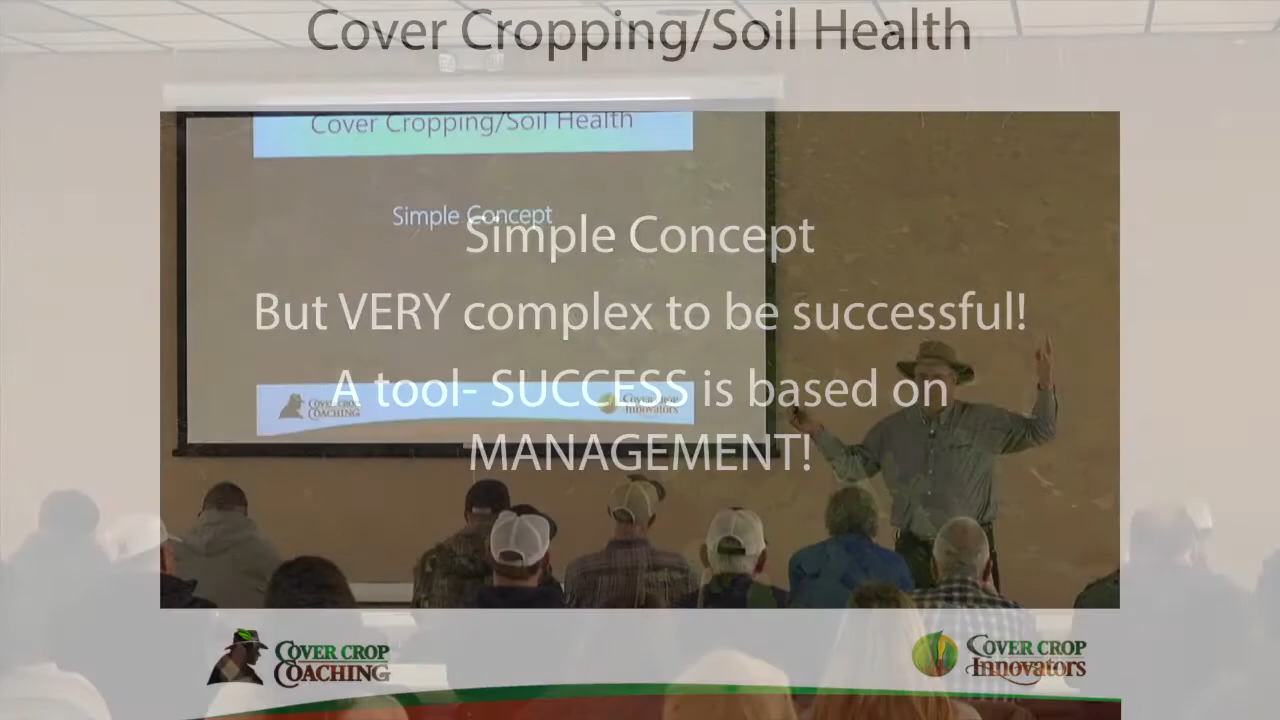 Cover Cropping/Soil Health
Cover Cropping/Soil Health
Simple Concept
Simple Concept
But VERY complex to be successful!
A tool- SUCCESS is based on
MANAGEMENT!
COVER CROP
COACHING
COVER CROP
Innovators
COVER CROP
COACHING
COVER CROP
Innovators